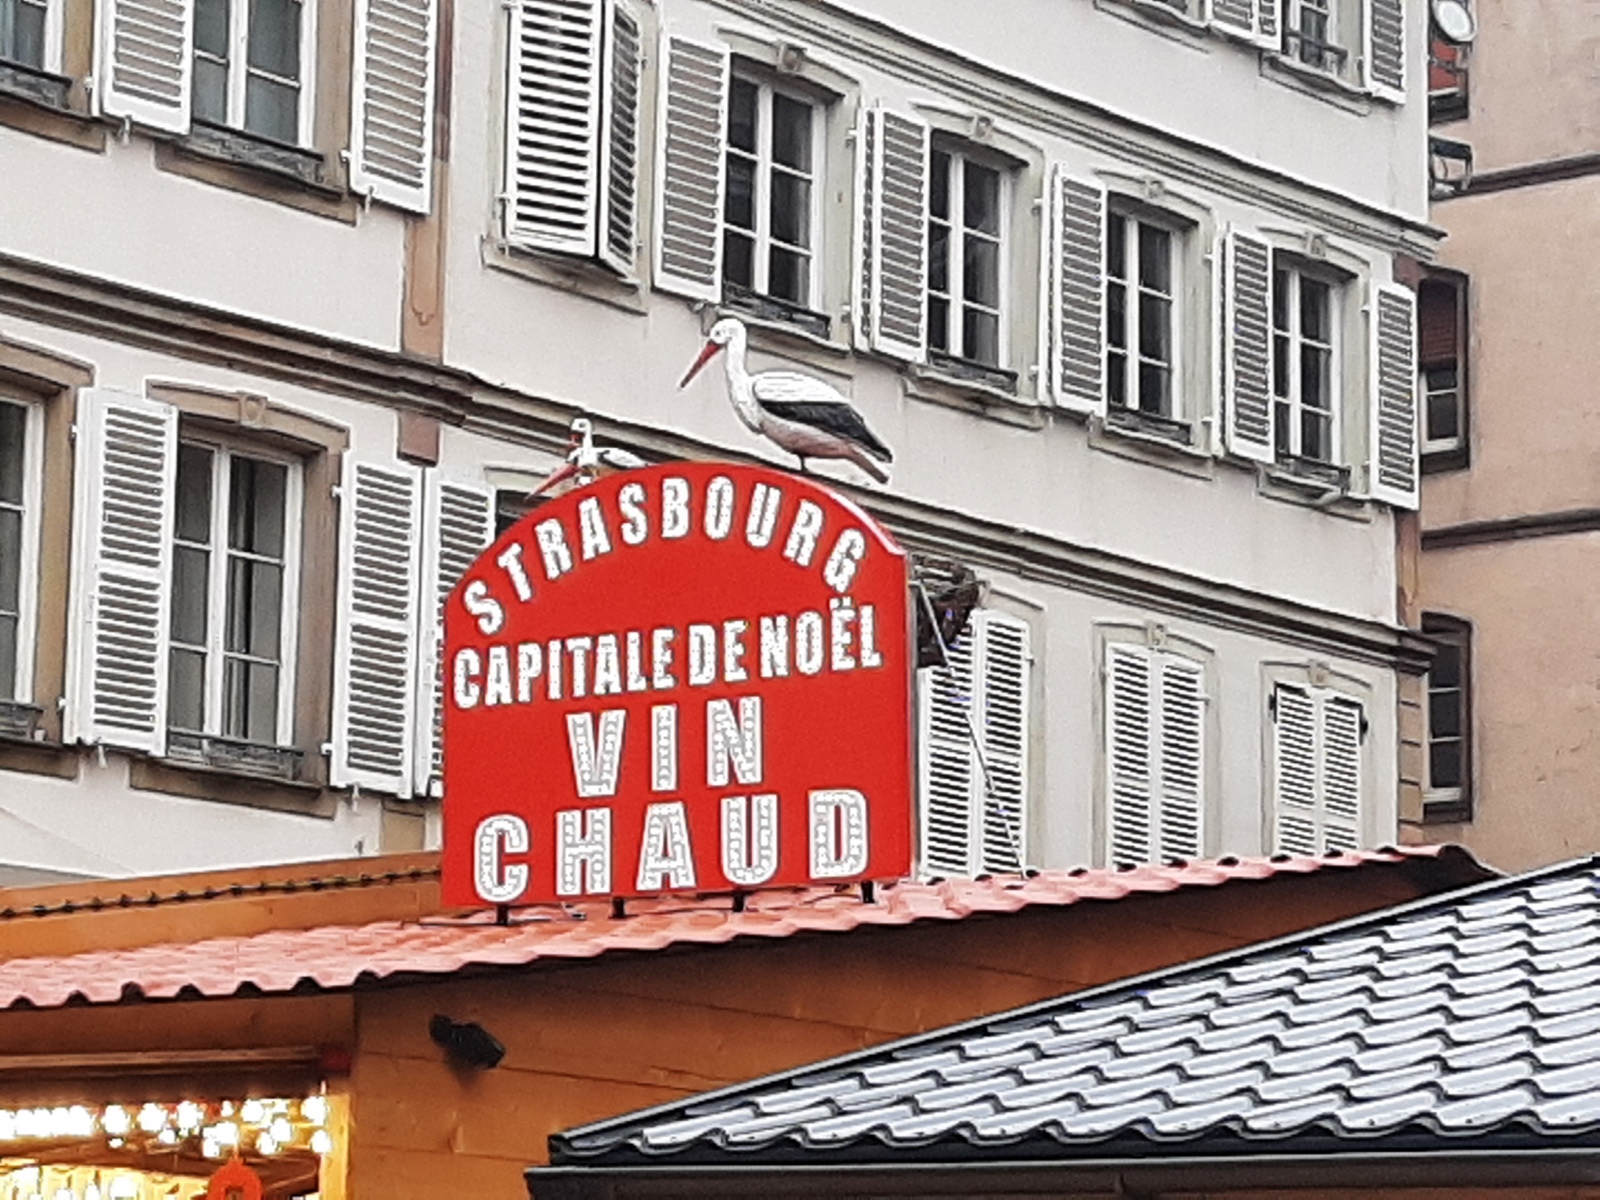 STRASBOURG
CAPITALE DE NOËL
VIN
CHAUD